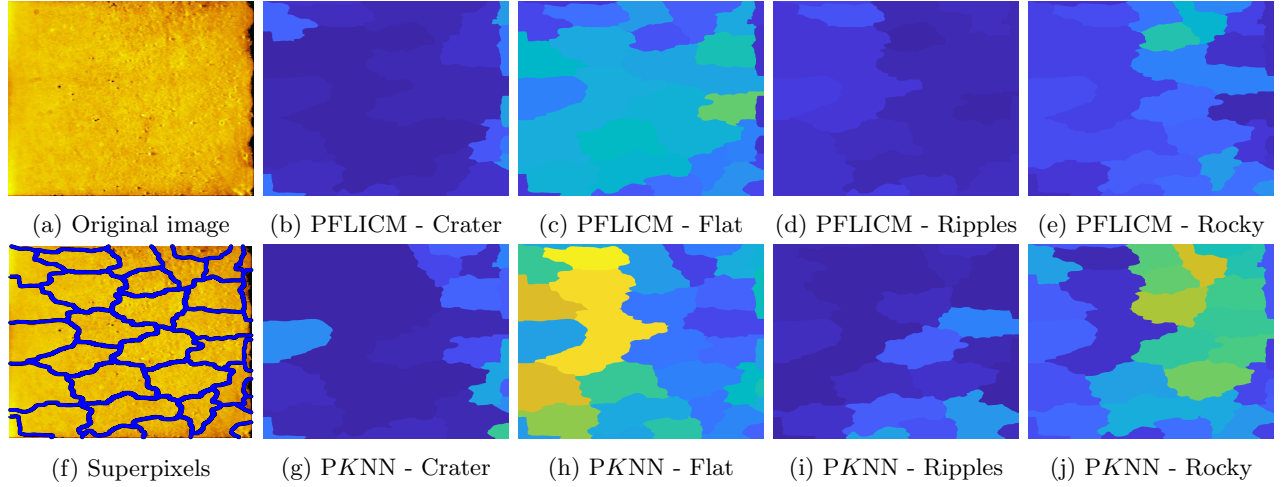 (a) Original image
(b) PFLICM - Crater
(c) PFLICM - Flat
(d) PFLICM - Ripples
(e) PFLICM - Rocky
(f) Superpixels
(g) PKNN - Crater
(h) PKNN - Flat
(i) PKNN - Ripples
(j) PKNN - Rocky